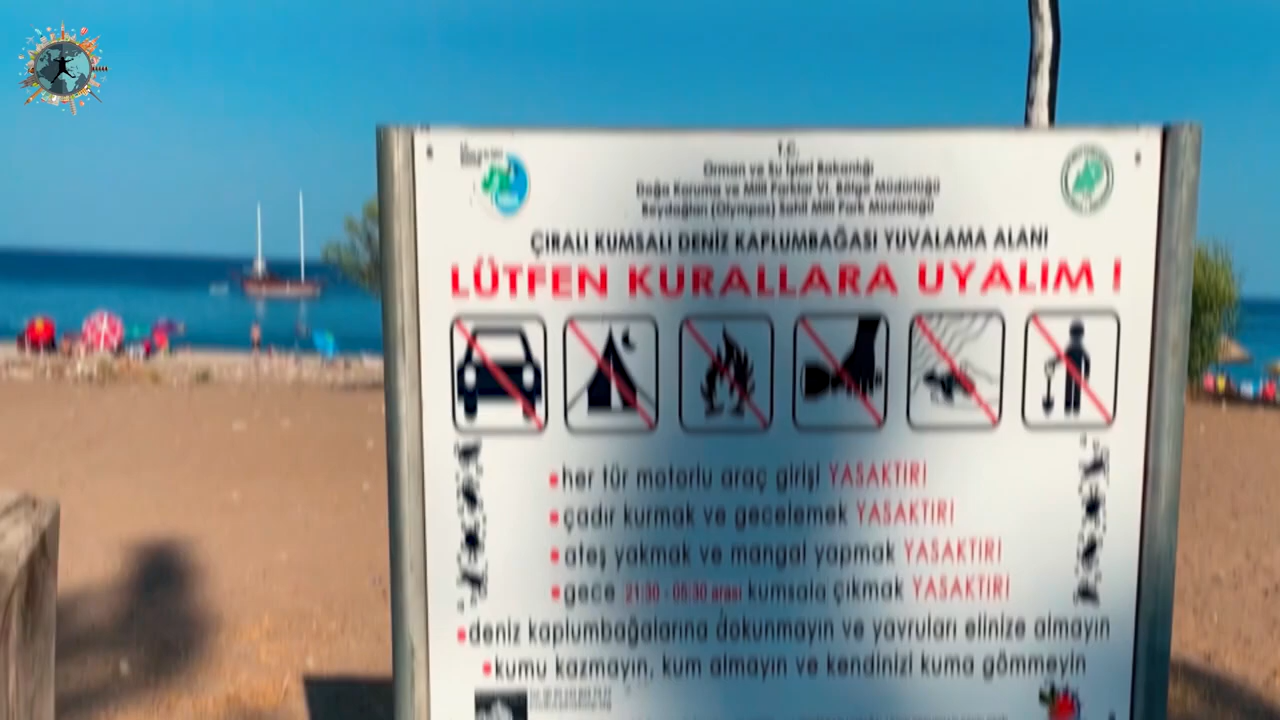 T.C.
Orman ve Su İşleri Bakanlığı
Doğa Koruma ve Milli Parklar VI. Bölge Müdürlüğü
Beydağları (Olympos) Sahil Milli Park Müdürlüğü
ÇIRALI KUMSALI DENİZ KAPLUMBAĞASI YUVALAMA ALANI
LÜTFEN KURALLARA UYALIM !
•her tür motorlu araç girişi YASAKTIR!
•çadır kurmak ve gecelemek YASAKTIR!
•ateş yakmak ve mangal yapmak YASAKTIR!
•gece 21:30 - 05:30 arası kumsala çıkmak YASAKTIR!
•deniz kaplumbağalarına dokunmayın ve yavruları elinize almayın
•kumu kazmayın, kum almayın ve kendinizi kuma gömmeyin